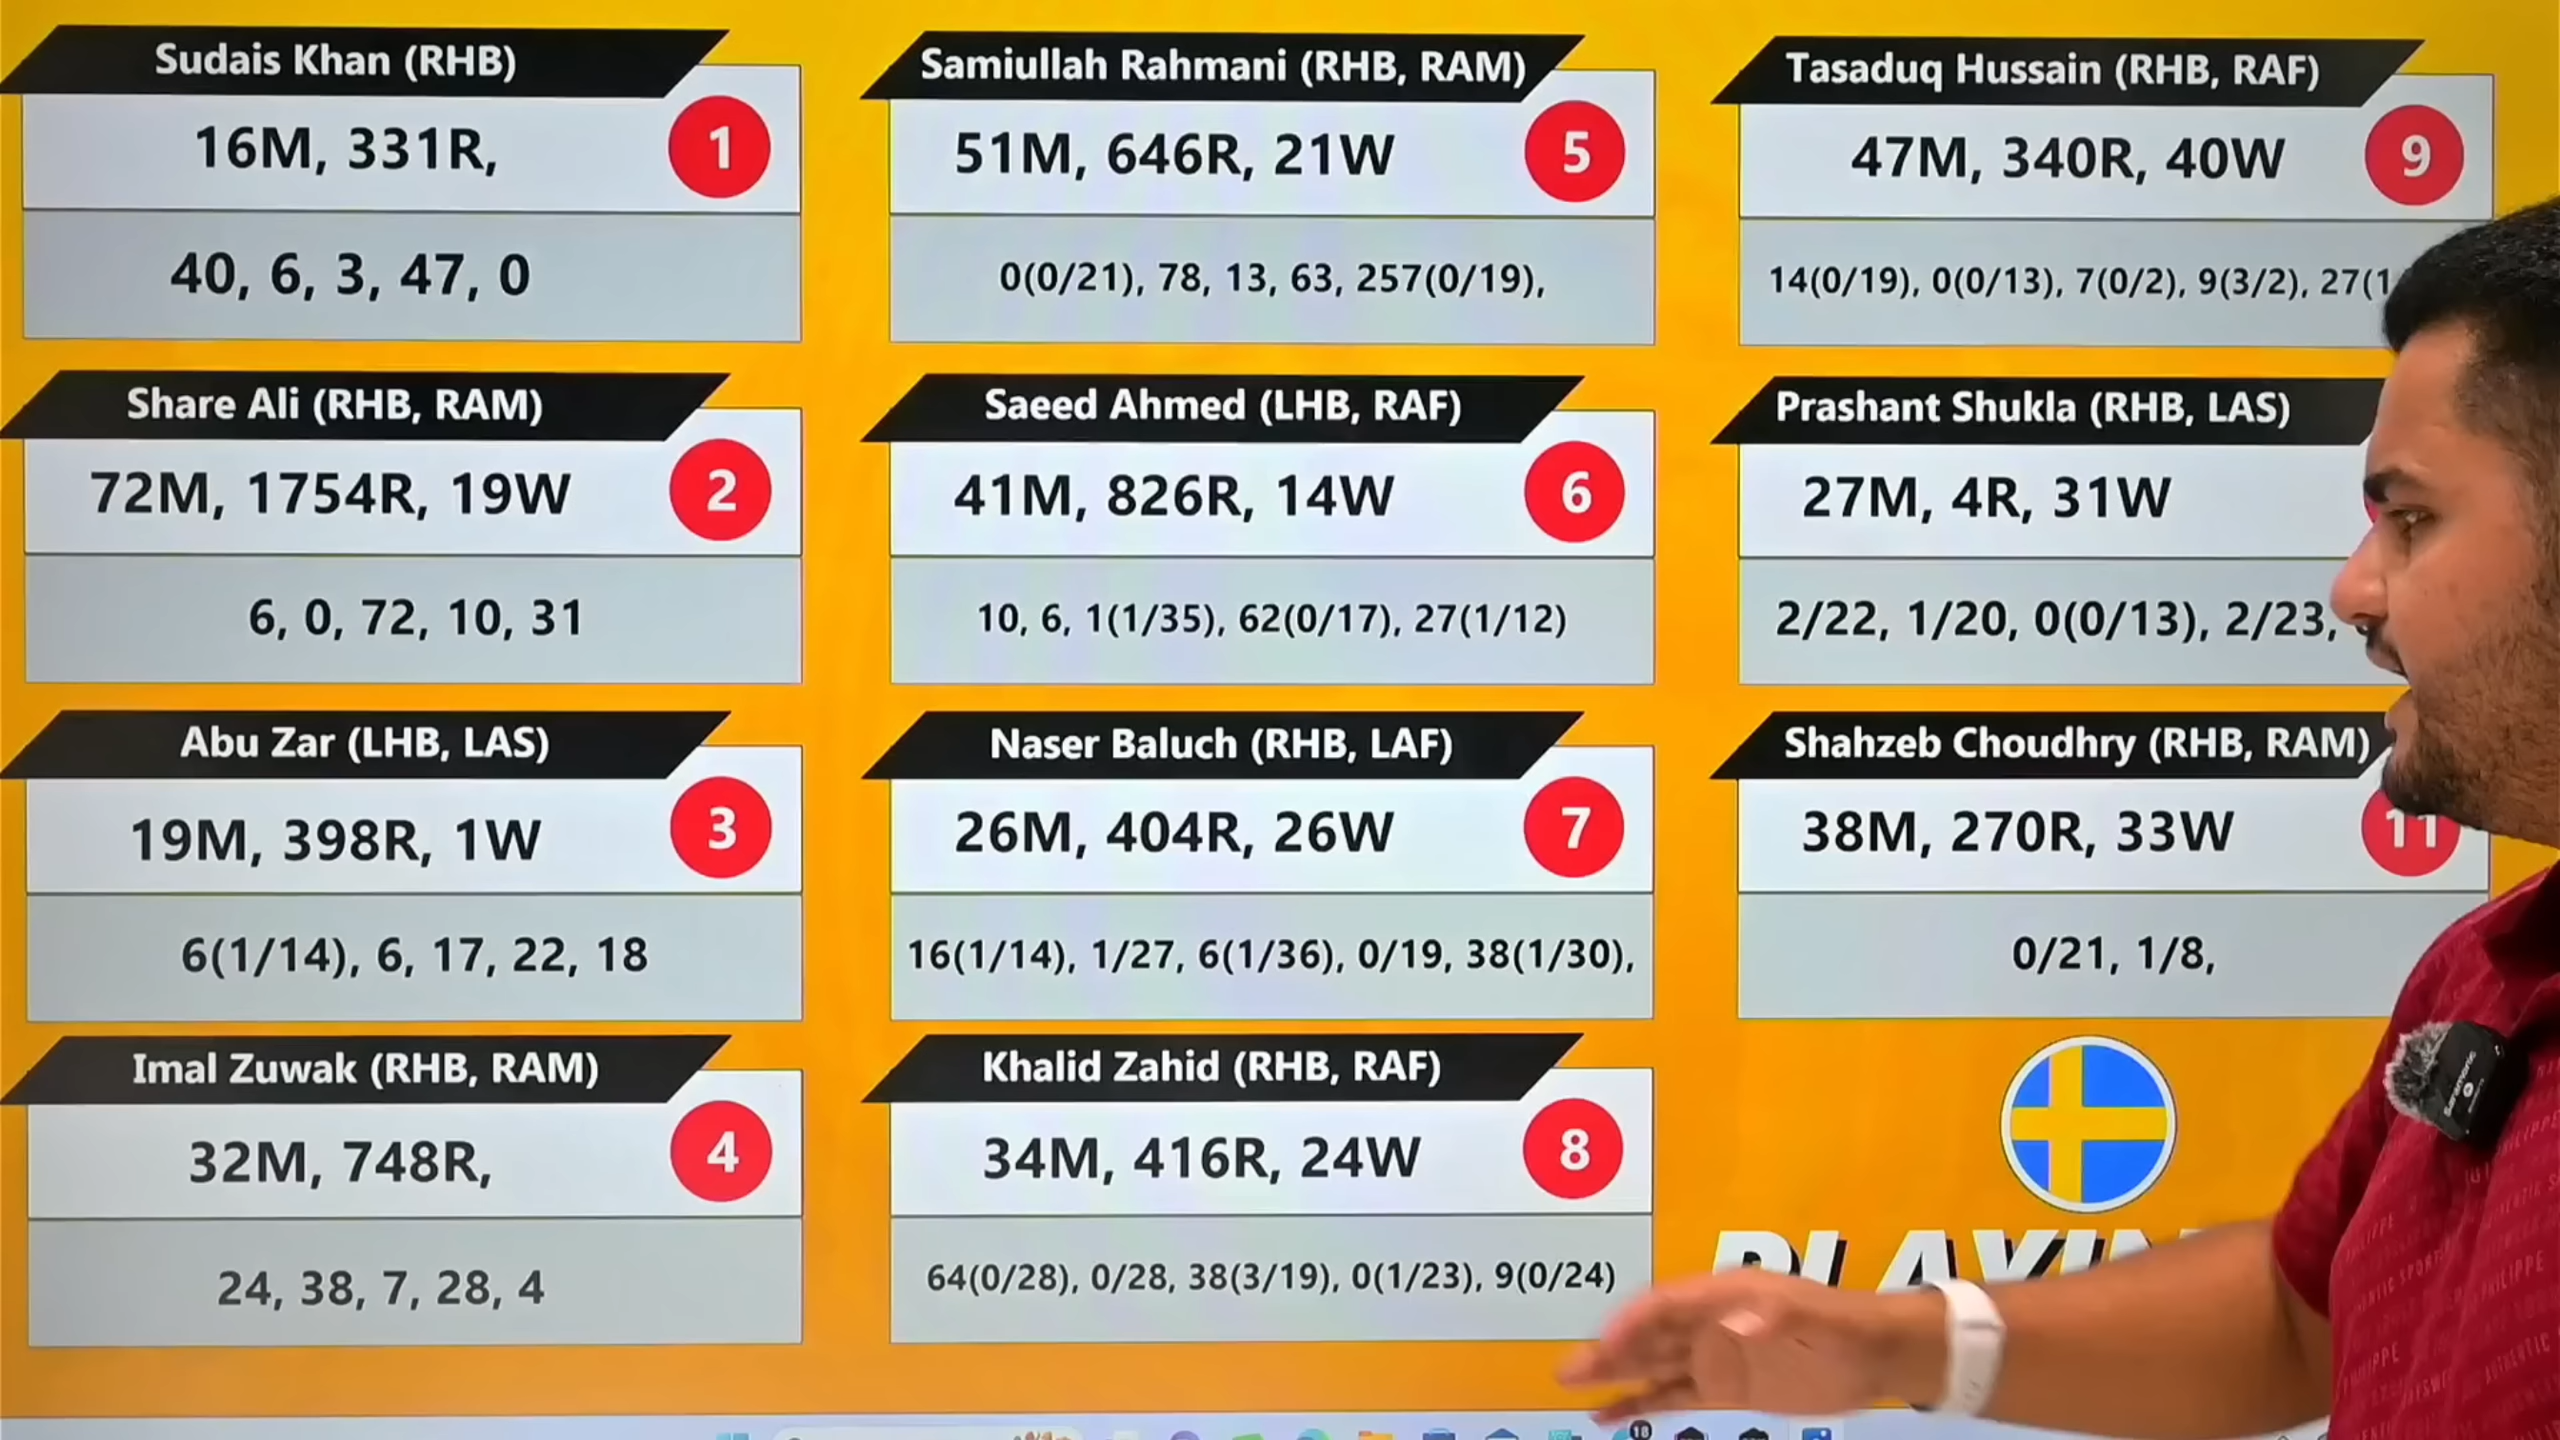 Sudais Khan (RHB)
16M, 331R,
1
40, 6, 3, 47, 0
Share Ali (RHB, RAM)
72M, 1754R, 19W
2
6, 0, 72, 10, 31
Abu Zar (LHB, LAS)
19M, 398R, 1W
3
6(1/14), 6, 17, 22, 18
Imal Zuwak (RHB, RAM)
32M, 748R,
4
24, 38, 7, 28, 4
Samiullah Rahmani (RHB, RAM)
51M, 646R, 21W
5
0(0/21), 78, 13, 63, 257(0/19),
Saeed Ahmed (LHB, RAF)
41M, 826R, 14W
6
10, 6, 1(1/35), 62(0/17), 27(1/12)
Naser Baluch (RHB, LAF)
26M, 404R, 26W
7
16(1/14), 1/27, 6(1/36), 0/19, 38(1/30),
Khalid Zahid (RHB, RAF)
34M, 416R, 24W
8
64(0/28), 0/28, 38(3/19), 0(1/23), 9(0/24)
Tasaduq Hussain (RHB, RAF)
47M, 340R, 40W
9
14(0/19), 0(0/13), 7(0/2), 9(3/2), 27(1
Prashant Shukla (RHB, LAS)
27M, 4R, 31W
2/22, 1/20, 0(0/13), 2/23,
Shahzeb Choudhry (RHB, RAM)
38M, 270R, 33W
11
0/21, 1/8,
Saramonic
18